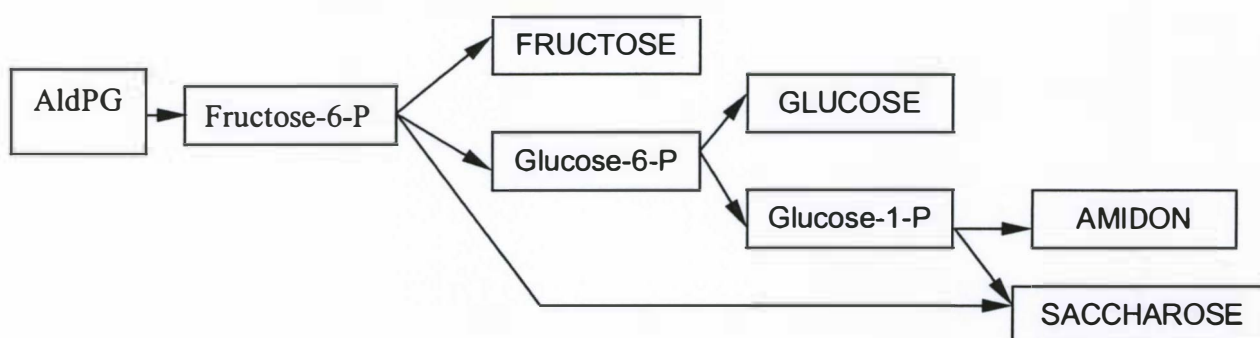 FRUCTOSE
AldPG
Fructose-6-P
GLUCOSE
Glucose-6-P
Glucose-1-P
AMIDON
SACCHAROSE